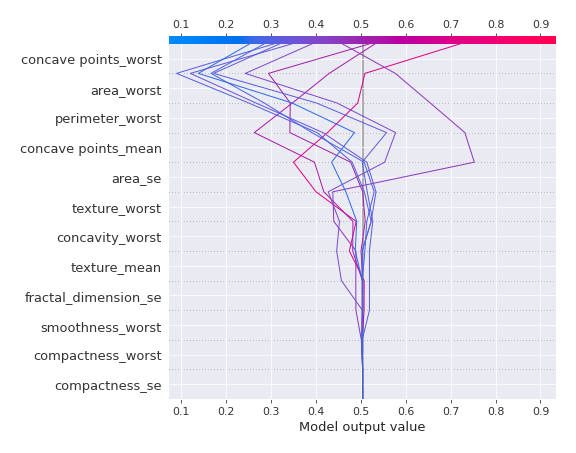 0.1 0.2 0.3 0.4 0.5 0.6 0.7 0.8 0.9
concave points_worst
area_worst
perimeter_worst
concave points_mean
area_se
texture_worst
concavity_worst
texture_mean
fractal_dimension_se
smoothness_worst
compactness_worst
compactness_se
0.1 0.2 0.3 0.4 0.5 0.6 0.7 0.8 0.9
Model output value